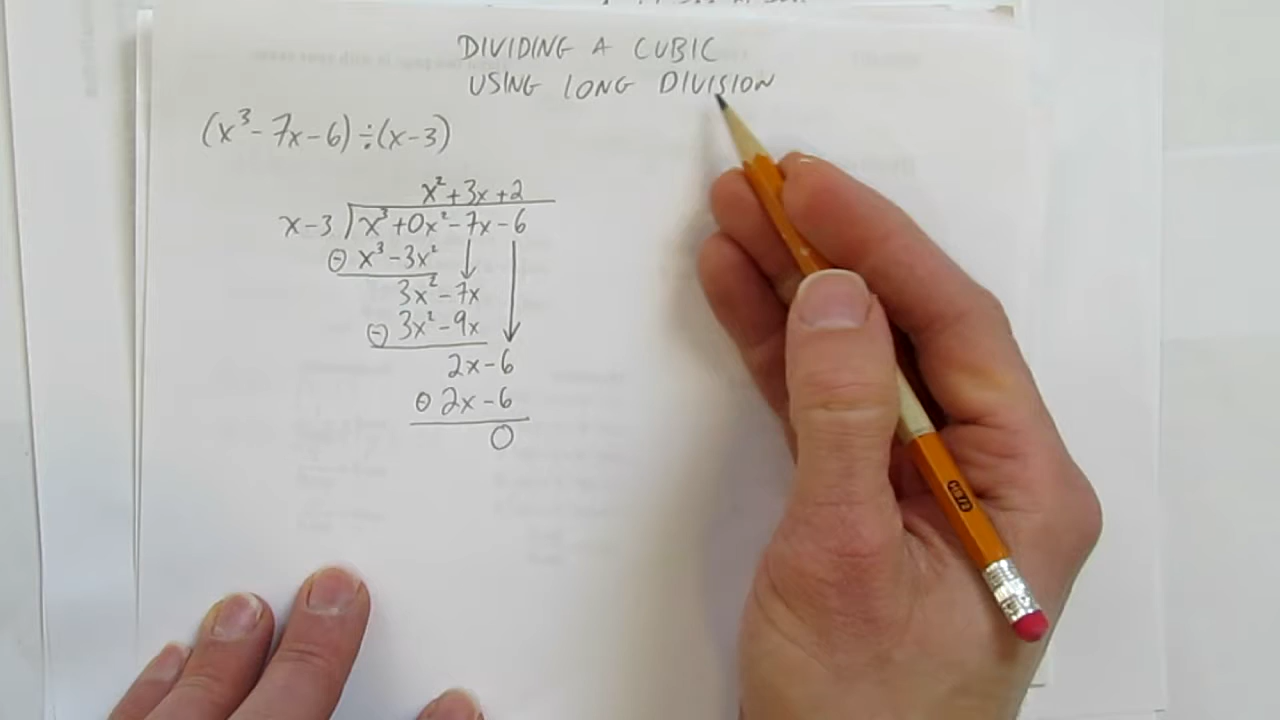 DIVIDING A CUBIC
USING LONG DIVISION
(x³-7x-6)÷(x-3)
x²+3x+2
x-3)x³+0x²-7x-6
⊖ x³-3x²
3x²-7x
⊖ 3x²-9x
2x-6
⊖ 2x-6
0